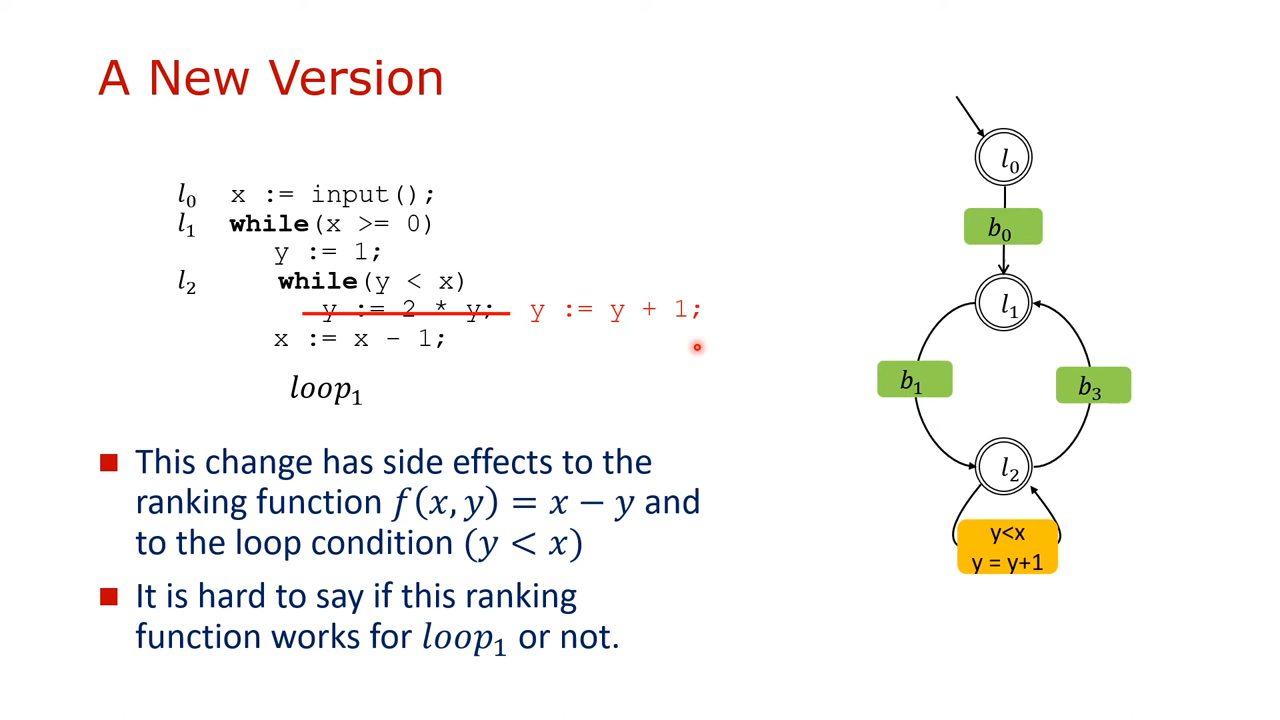 A New Version
l₀ x := input();
l₁ while(x >= 0)
y := 1;
l₂ while(y < x)
y := 2 * y; y := y + 1;
x := x - 1;
loop₁
This change has side effects to the
ranking function f(x, y) = x − y and
to the loop condition (y < x)
It is hard to say if this ranking
function works for loop₁ or not.
l₀
b₀
l₁
b₁
b₃
l₂
y<x
y = y+1